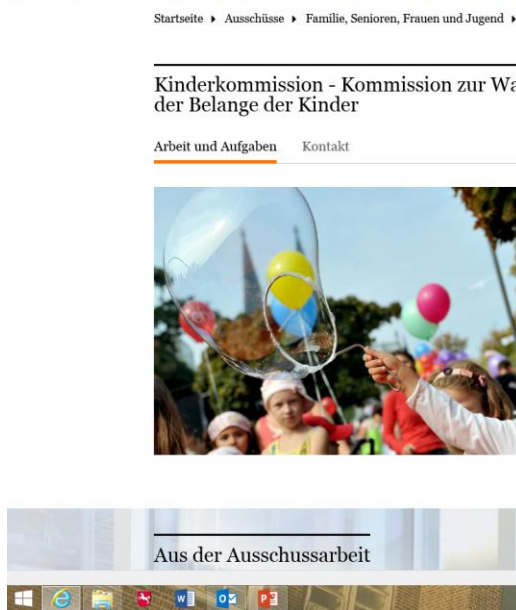 Startseite ▸ Ausschüsse ▸ Familie, Senioren, Frauen und Jugend ▸
Kinderkommission - Kommission zur Wa
der Belange der Kinder
Arbeit und Aufgaben Kontakt
Aus der Ausschussarbeit